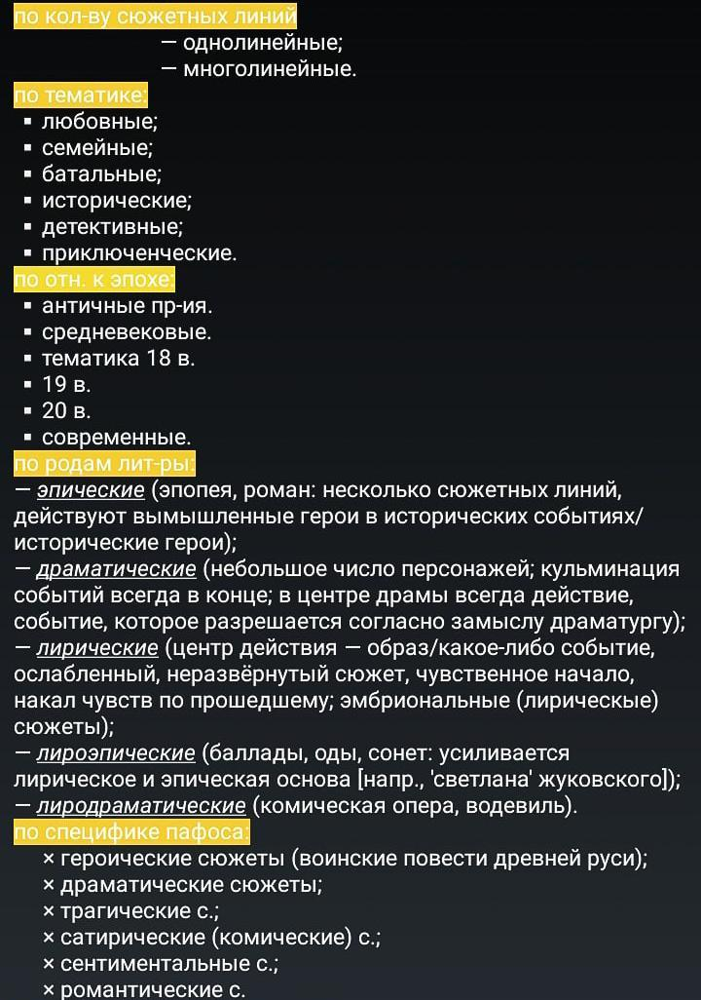 по кол-ву сюжетных линий
— однолинейные;
— многолинейные.
по тематике:
▪ любовные;
▪ семейные;
▪ батальные;
▪ исторические;
▪ детективные;
▪ приключенческие.
по отн. к эпохе:
▪ античные пр-ия.
▪ средневековые.
▪ тематика 18 в.
▪ 19 в.
▪ 20 в.
▪ современные.
по родам лит-ры:
— эпические (эпопея, роман: несколько сюжетных линий,
действуют вымышленные герои в исторических событиях/
исторические герои);
— драматические (небольшое число персонажей; кульминация
событий всегда в конце; в центре драмы всегда действие,
событие, которое разрешается согласно замыслу драматургу);
— лирические (центр действия — образ/какое-либо событие,
ослабленный, неразвёрнутый сюжет, чувственное начало,
накал чувств по прошедшему; эмбриональные (лирическые)
сюжеты);
— лироэпические (баллады, оды, сонет: усиливается
лирическое и эпическая основа [напр., 'светлана' жуковского]);
— лиродраматические (комическая опера, водевиль).
по специфике пафоса:
× героические сюжеты (воинские повести древней руси);
× драматические сюжеты;
× трагические с.;
× сатирические (комические) с.;
× сентиментальные с.;
× романтические с.